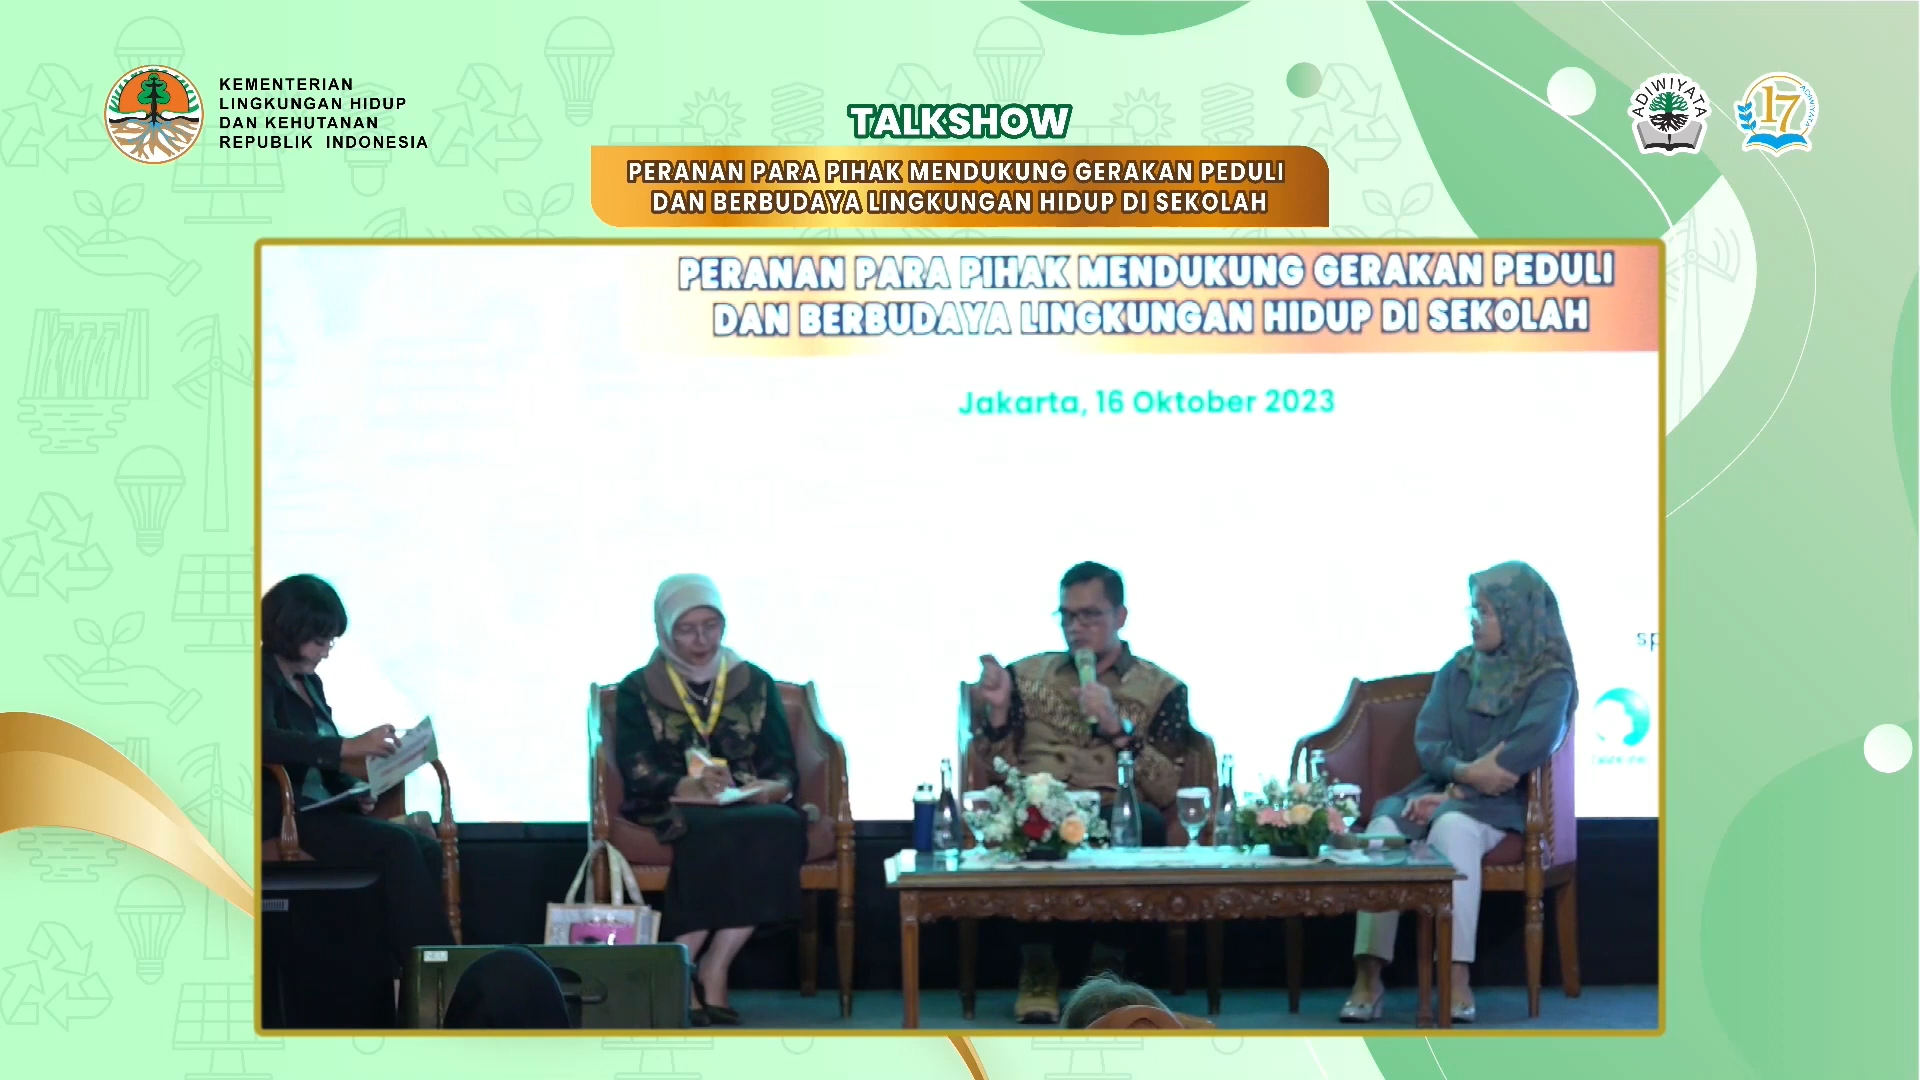 KEMENTERIAN
LINGKUNGAN HIDUP
DAN KEHUTANAN
REPUBLIK INDONESIA
TALKSHOW
PERANAN PARA PIHAK MENDUKUNG GERAKAN PEDULI
DAN BERBUDAYA LINGKUNGAN HIDUP DI SEKOLAH
ADIWIYATA
17
ADIWIYATA
PERANAN PARA PIHAK MENDUKUNG GERAKAN PEDULI
DAN BERBUDAYA LINGKUNGAN HIDUP DI SEKOLAH
Jakarta, 16 Oktober 2023